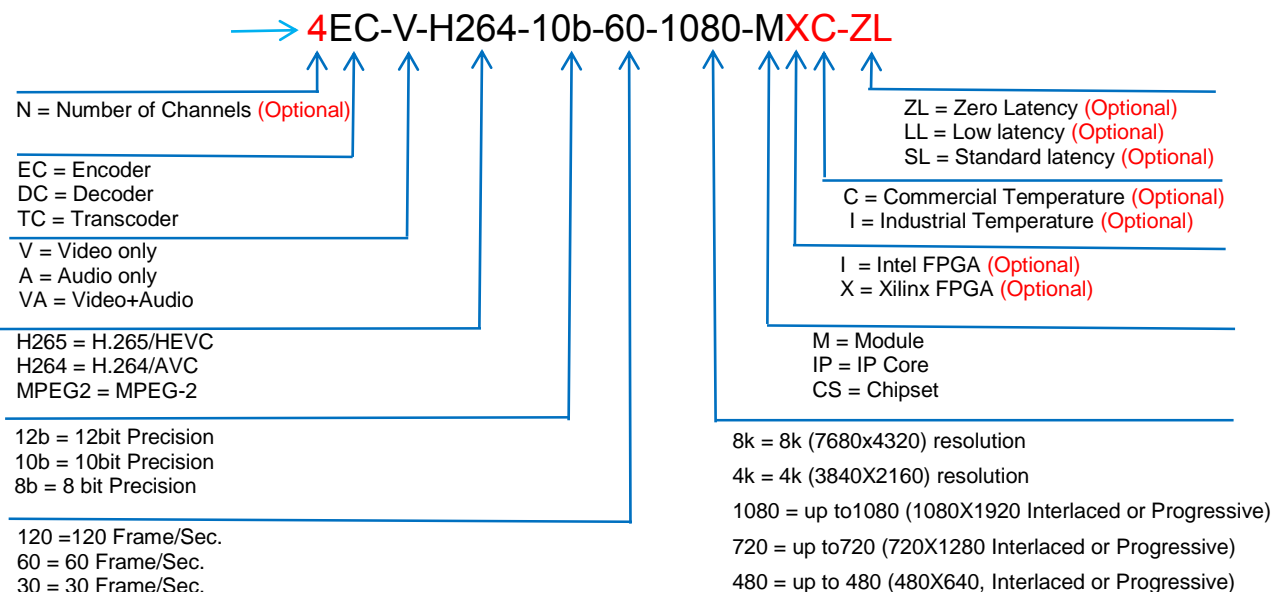 4EC-V-H264-10b-60-1080-MXC-ZL
N = Number of Channels (Optional)
EC = Encoder
DC = Decoder
TC = Transcoder
V = Video only
A = Audio only
VA = Video+Audio
H265 = H.265/HEVC
H264 = H.264/AVC
MPEG2 = MPEG-2
12b = 12bit Precision
10b = 10bit Precision
8b = 8 bit Precision
120 =120 Frame/Sec.
60 = 60 Frame/Sec.
30 = 30 Frame/Sec.
ZL = Zero Latency (Optional)
LL = Low latency (Optional)
SL = Standard latency (Optional)
C = Commercial Temperature (Optional)
I = Industrial Temperature (Optional)
I = Intel FPGA (Optional)
X = Xilinx FPGA (Optional)
M = Module
IP = IP Core
CS = Chipset
8k = 8k (7680x4320) resolution
4k = 4k (3840X2160) resolution
1080 = up to1080 (1080X1920 Interlaced or Progressive)
720 = up to720 (720X1280 Interlaced or Progressive)
480 = up to 480 (480X640, Interlaced or Progressive)